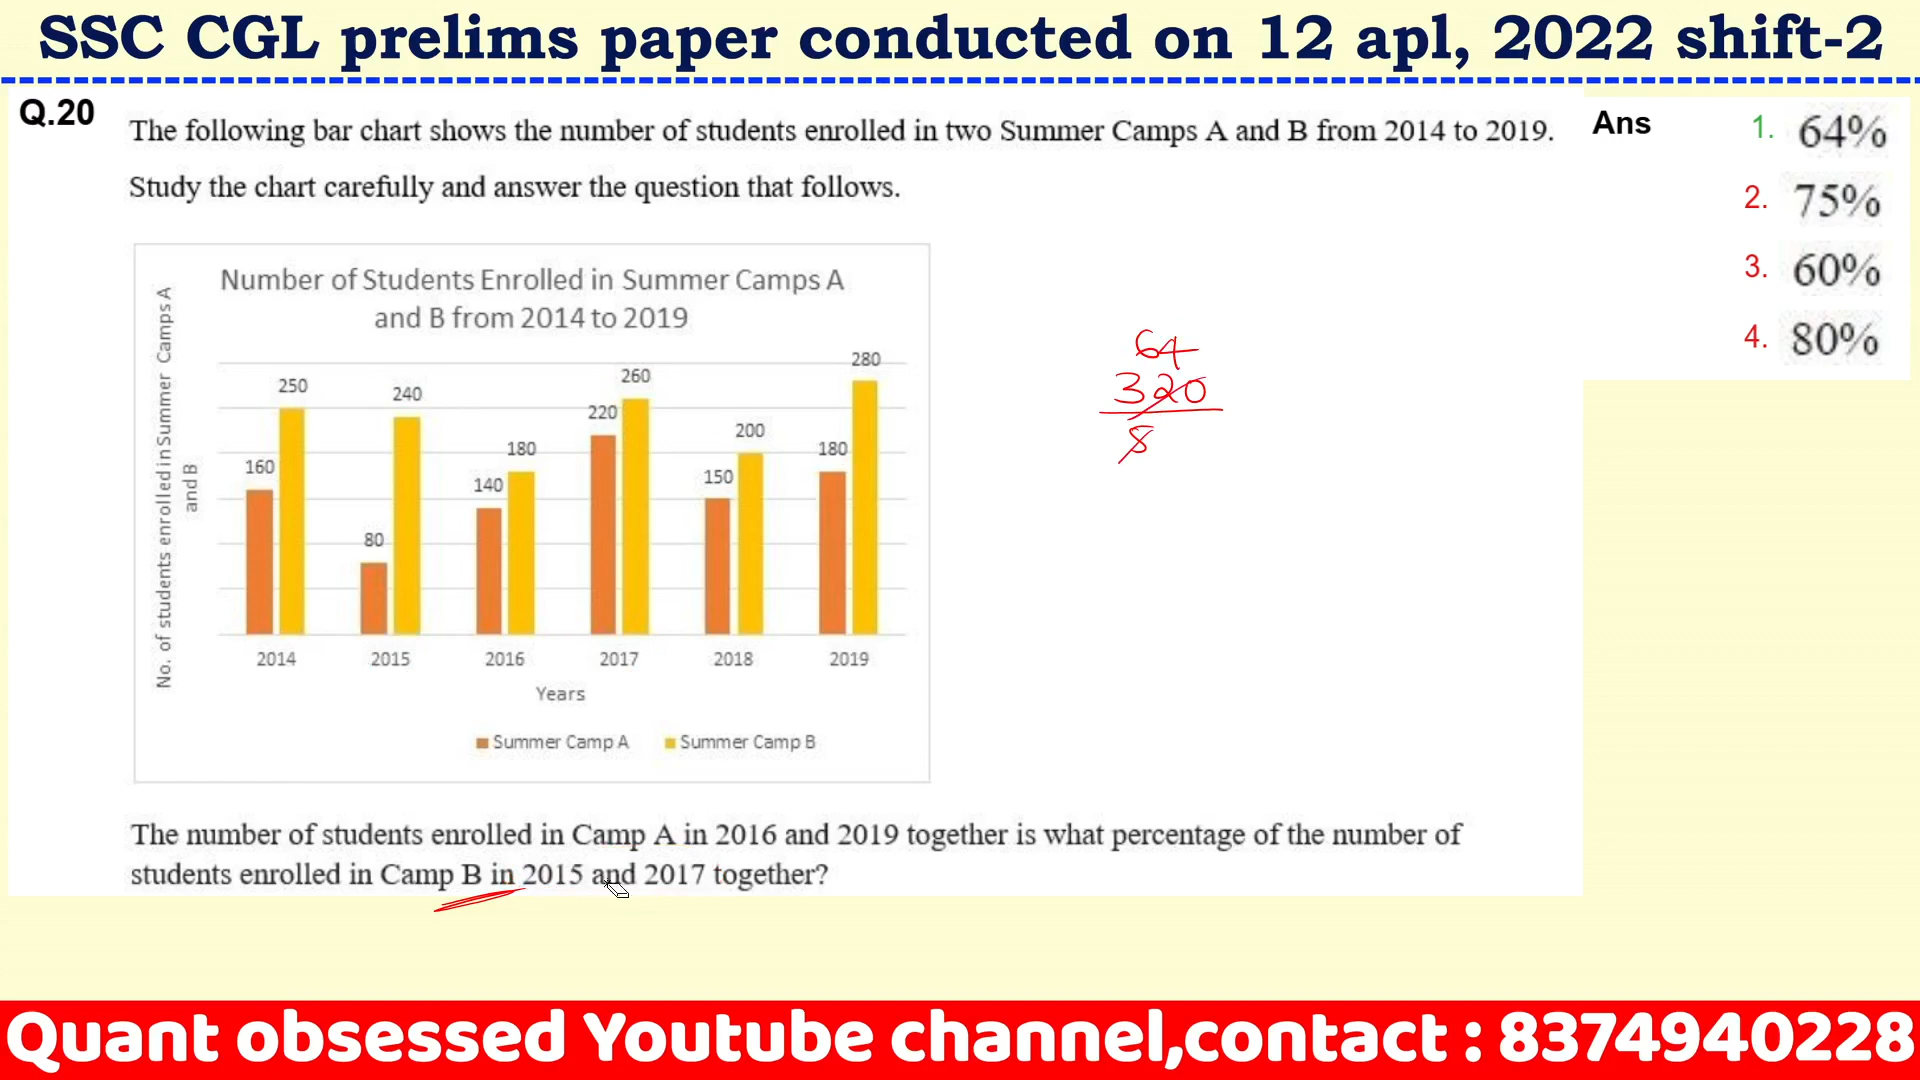 SSC CGL prelims paper conducted on 12 apl, 2022 shift-2
Q.20
The following bar chart shows the number of students enrolled in two Summer Camps A and B from 2014 to 2019.
Study the chart carefully and answer the question that follows.
Ans
1. 64%
2. 75%
3. 60%
4. 80%
Number of Students Enrolled in Summer Camps A
and B from 2014 to 2019
No. of students enrolled in Summer Camps A
and B
160 250
80 240
140 180
220 260
150 200
180 280
2014 2015 2016 2017 2018 2019
Years
Summer Camp A Summer Camp B
64
320
8
The number of students enrolled in Camp A in 2016 and 2019 together is what percentage of the number of
students enrolled in Camp B in 2015 and 2017 together?
Quant obsessed Youtube channel,contact : 8374940228